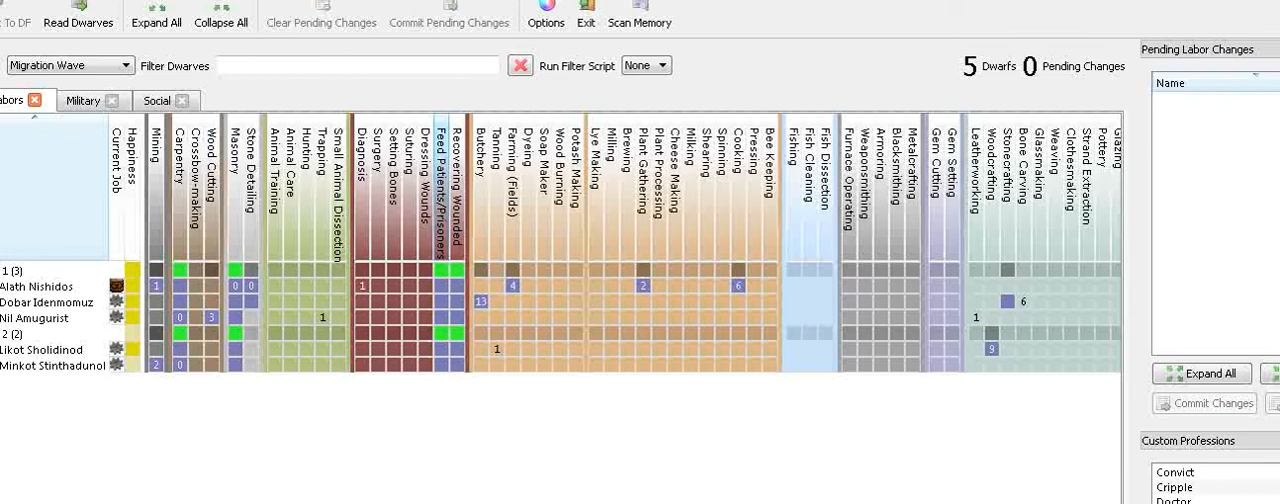 To DF
Read Dwarves
Expand All
Collapse All
Clear Pending Changes
Commit Pending Changes
Options
Exit
Scan Memory
Migration Wave
Filter Dwarves
Run Filter Script
None
5 Dwarfs 0 Pending Changes
Pending Labor Changes
Name
abors
Military
Social
Current Job
Happiness
Mining
Carpentry
Crossbow-making
Wood Cutting
Masonry
Stone Detailing
Animal Training
Animal Care
Hunting
Trapping
Small Animal Dissection
Diagnosis
Surgery
Setting Bones
Suturing
Dressing Wounds
Feed Patients/Prisoners
Recovering Wounded
Butchery
Tanning
Farming (Fields)
Dyeing
Soap Maker
Wood Burning
Potash Making
Lye Making
Milling
Brewing
Plant Gathering
Plant Processing
Cheese Making
Milking
Shearing
Spinning
Cooking
Pressing
Bee Keeping
Fishing
Fish Cleaning
Fish Dissection
Furnace Operating
Weaponsmithing
Armoring
Blacksmithing
Metalcrafting
Gem Cutting
Gem Setting
Leatherworking
Woodcrafting
Stonecrafting
Bone Carving
Glassmaking
Weaving
Clothesmaking
Strand Extraction
Pottery
Glazing
1 (3)
Alath Nishidos 1 0 0 1 4 2 6
Dobar Idenmomuz 13 6
Nil Amugurist 0 3 1 1
2 (2)
Likot Sholidinod 1 9
Minkot Stinthadunol 2 0
Expand All
Commit Changes
Custom Professions
Convict
Cripple
Doctor